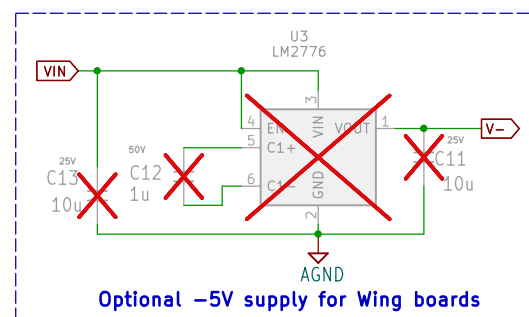 U3
LM2776
VIN
3
VIN
4
EN
VOUT
1
V-
5
C1+
25V
C13
10u
50V
C12
1u
25V
C11
10u
6
C1-
GND
2
AGND
Optional -5V supply for Wing boards